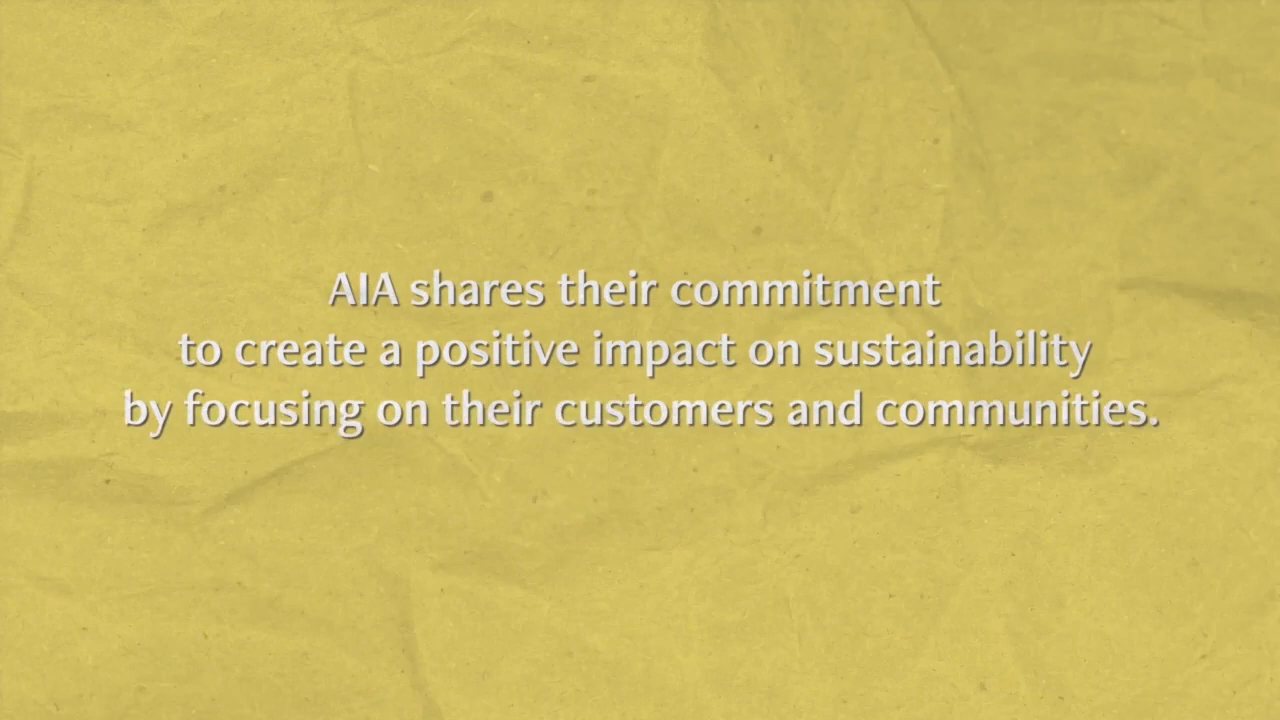 AIA shares their commitment
to create a positive impact on sustainability
by focusing on their customers and communities.